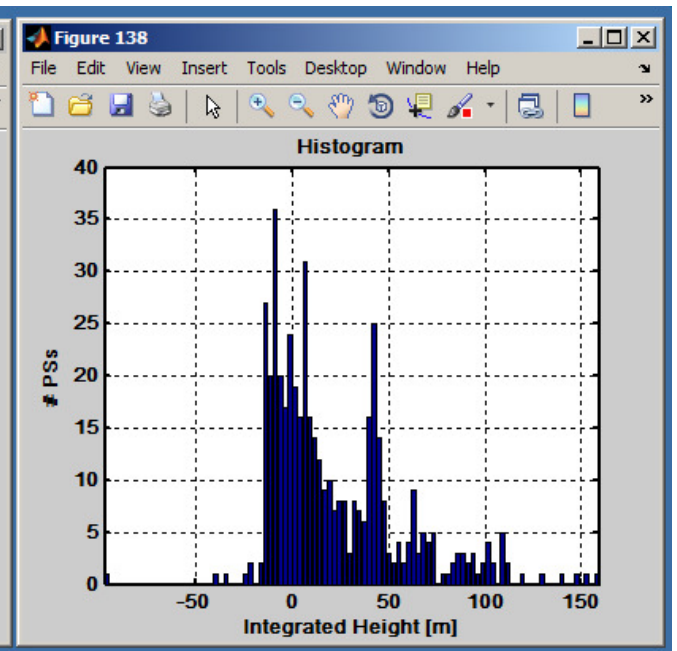 Figure 138
File Edit View Insert Tools Desktop Window Help
»
Histogram
40
35
30
25
20
15
10
5
0
# PSs
-50 0 50 100 150
Integrated Height [m]